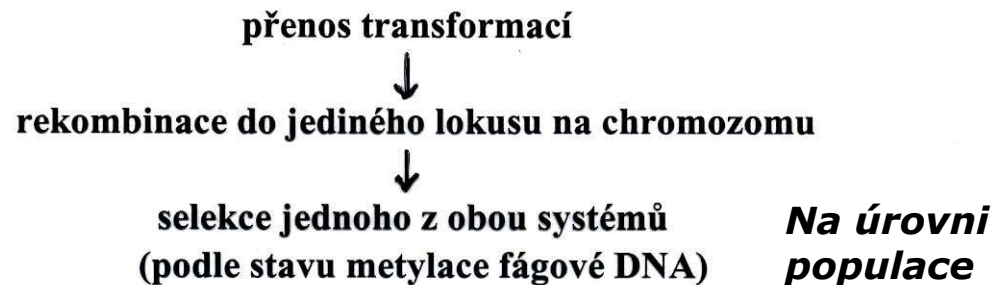 přenos transformací
rekombinace do jediného lokusu na chromozomu
selekce jednoho z obou systémů
(podle stavu metylace fágové DNA)
Na úrovni
populace